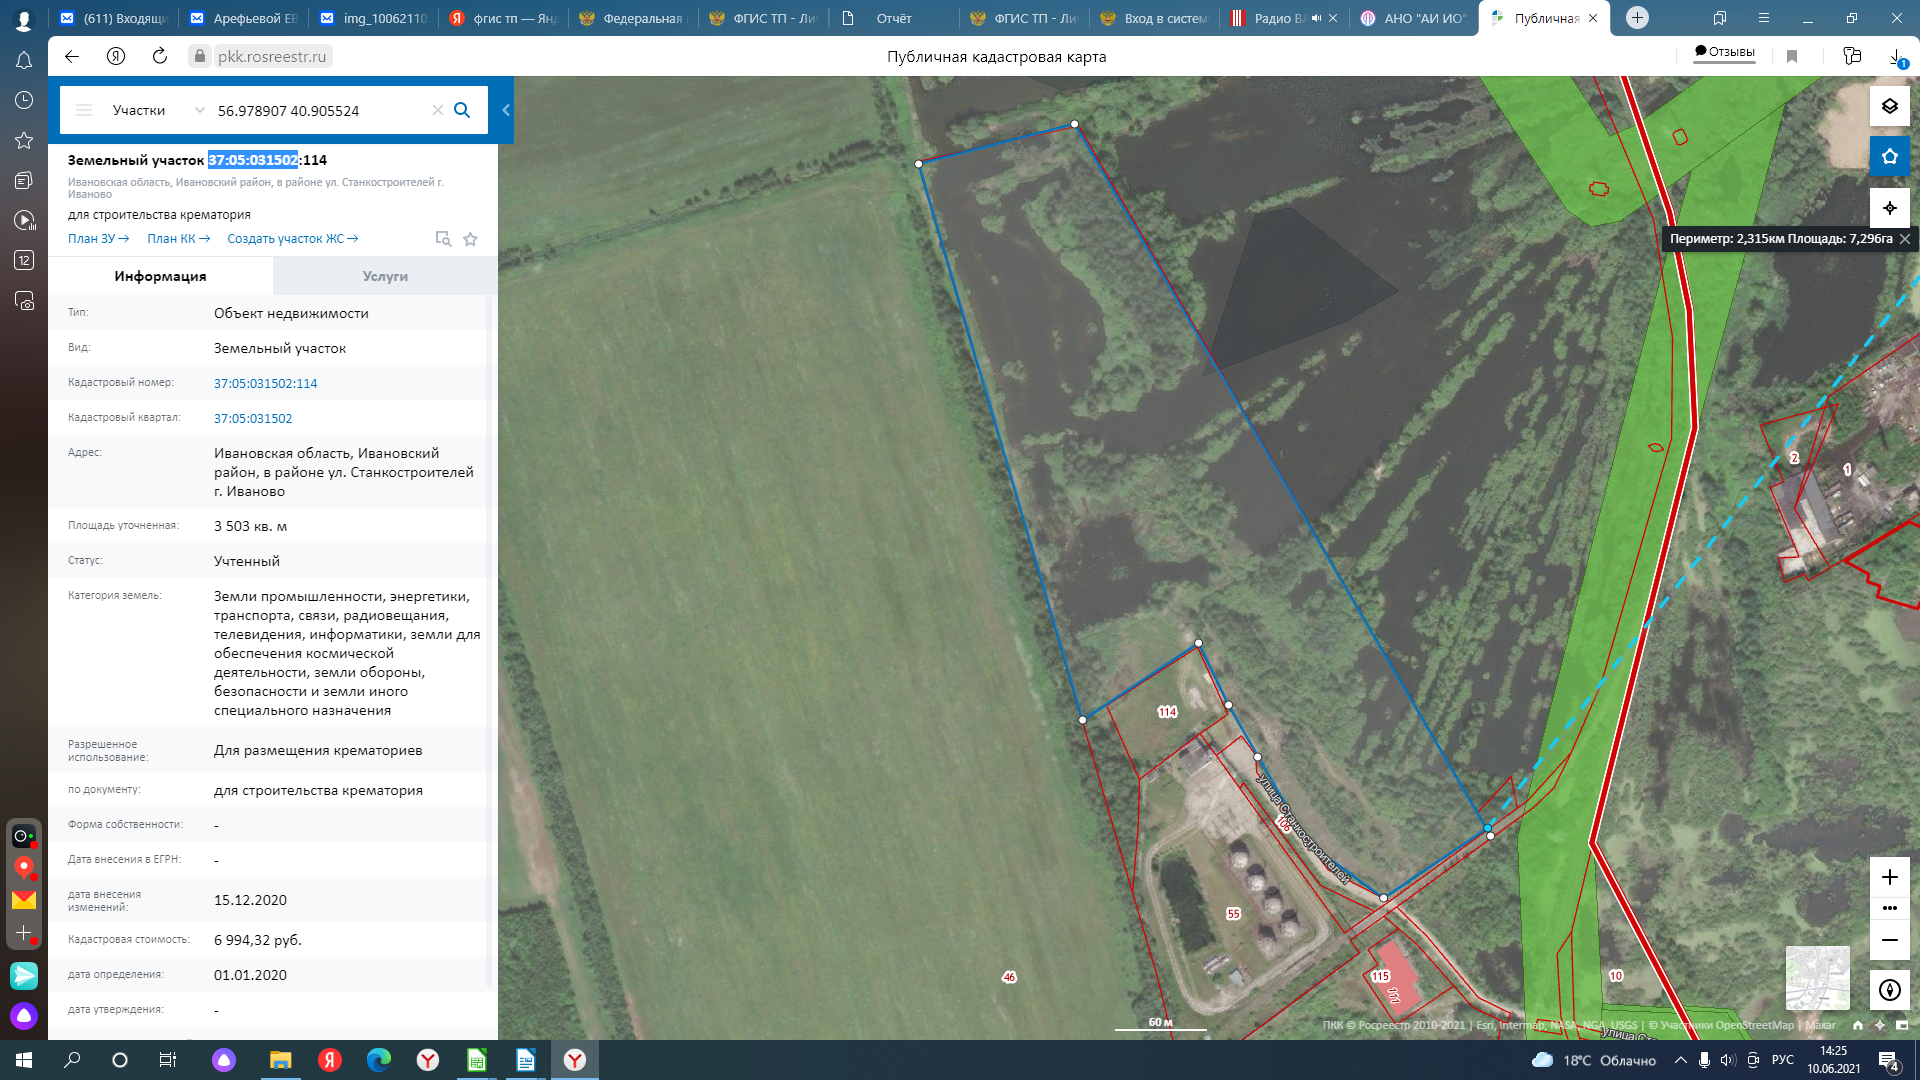 (611) Входящи
Арефьевой ЕВ
img_10062110
фгис тп — Янд
Федеральная
ФГИС ТП - Ли
Отчёт
ФГИС ТП - Ли
Вход в систем
Радио ВА
АНО "АИ ИО"
Публичная
pkk.rosreestr.ru
Публичная кадастровая карта
Отзывы
1
Участки
56.978907 40.905524
Земельный участок 37:05:031502:114
Ивановская область, Ивановский район, в районе ул. Станкостроителей г.
Иваново
для строительства крематория
План ЗУ →
План КК →
Создать участок ЖС →
12
Информация
Услуги
Тип:
Объект недвижимости
Вид:
Земельный участок
Кадастровый номер:
37:05:031502:114
Кадастровый квартал:
37:05:031502
Адрес:
Ивановская область, Ивановский
район, в районе ул. Станкостроителей
г. Иваново
Площадь уточненная:
3 503 кв. м
Статус:
Учтенный
Категория земель:
Земли промышленности, энергетики,
транспорта, связи, радиовещания,
телевидения, информатики, земли для
обеспечения космической
деятельности, земли обороны,
безопасности и земли иного
специального назначения
Разрешенное
использование:
Для размещения крематориев
по документу:
для строительства крематория
Форма собственности:
-
Дата внесения в ЕГРН:
-
дата внесения
изменений:
15.12.2020
Кадастровая стоимость:
6 994,32 руб.
дата определения:
01.01.2020
дата утверждения:
-
Периметр: 2,315км Площадь: 7,296га
2
1
114
улица Станкостроителей
106
55
46
115
111
10
60 м
ПКК © Росреестр 2010-2021 | Esri, Intermap, NASA, NGA, USGS | © Участники OpenStreetMap | Maxar
18°C Облачно
РУС
14:25
10.06.2021
4